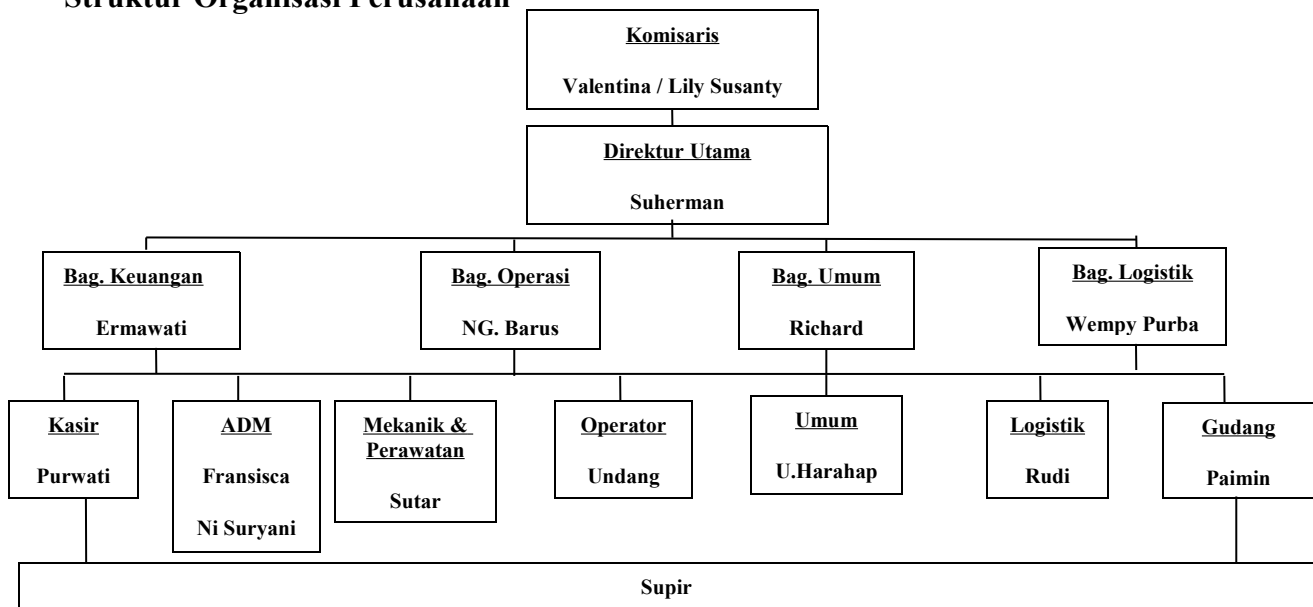 Struktur Organisasi Perusahaan
Komisaris
Valentina / Lily Susanty
Direktur Utama
Suherman
Bag. Keuangan
Ermawati
Bag. Operasi
NG. Barus
Bag. Umum
Richard
Bag. Logistik
Wempy Purba
Kasir
Purwati
ADM
Fransisca
Ni Suryani
Mekanik &
Perawatan
Sutar
Operator
Undang
Umum
U.Harahap
Logistik
Rudi
Gudang
Paimin
Supir